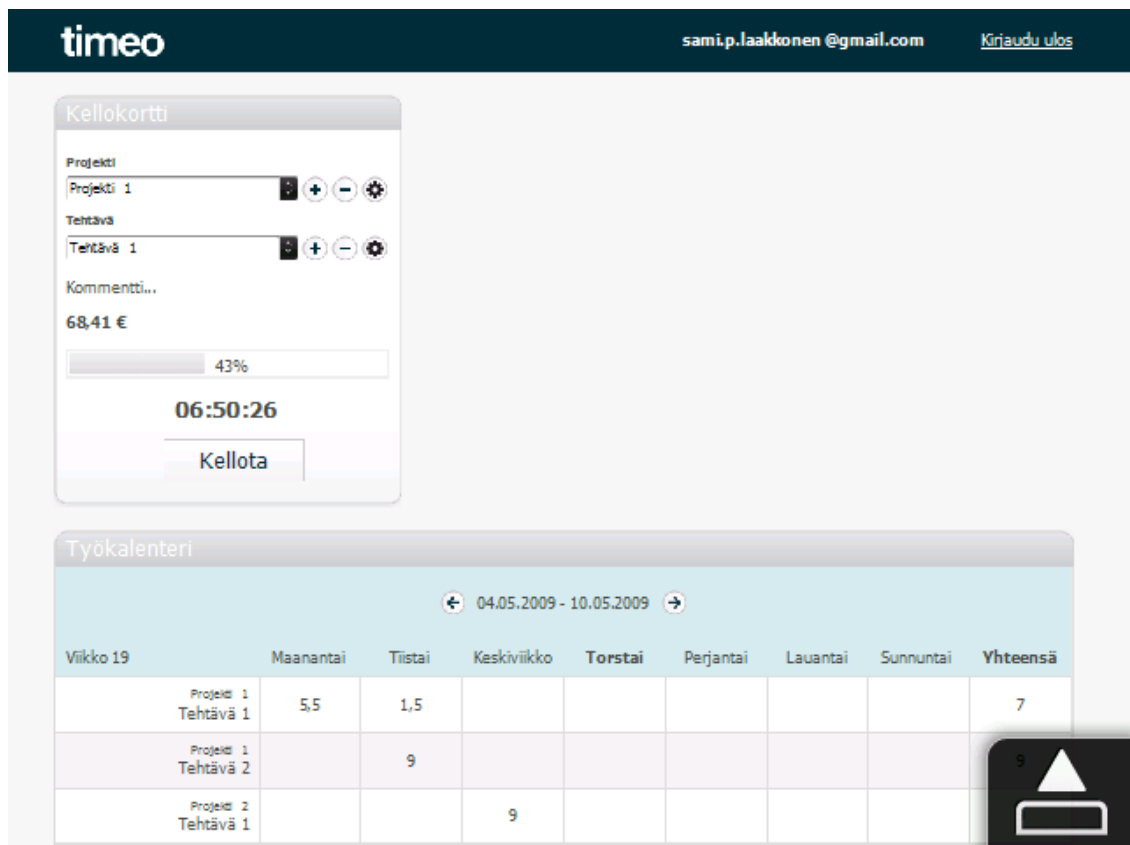 timeo
sami.p.laakkonen @gmail.com
Kirjaudu ulos
Kellokortti
Projekti
Projekti 1
Tehtävä
Tehtävä 1
Kommentti...
68,41 €
43%
06:50:26
Kellota
Työkalenteri
04.05.2009 - 10.05.2009
Viikko 19 Maanantai Tiistai Keskiviikko Torstai Perjantai Lauantai Sunnuntai Yhteensä
Projekti 1
Tehtävä 1 5,5 1,5 7
Projekti 1
Tehtävä 2 9 9
Projekti 2
Tehtävä 1 9